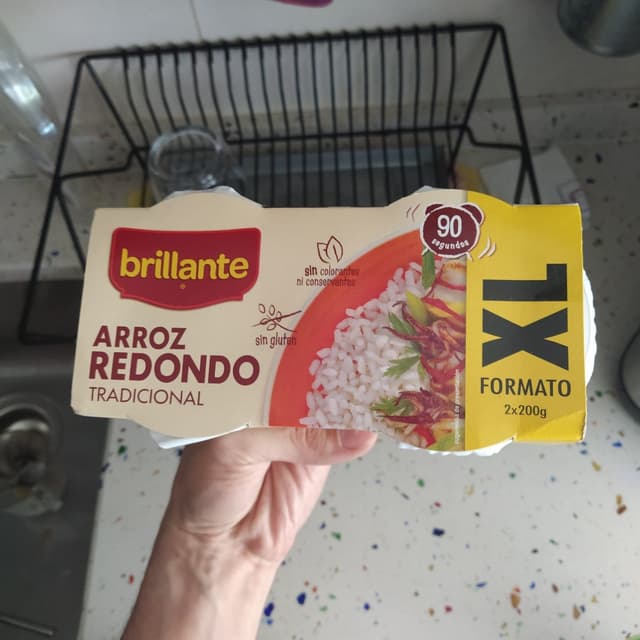 brillante
ARROZ
REDONDO
TRADICIONAL
sin colorantes
ni conservantes
sin gluten
90
segundos
XL
FORMATO
2x200g